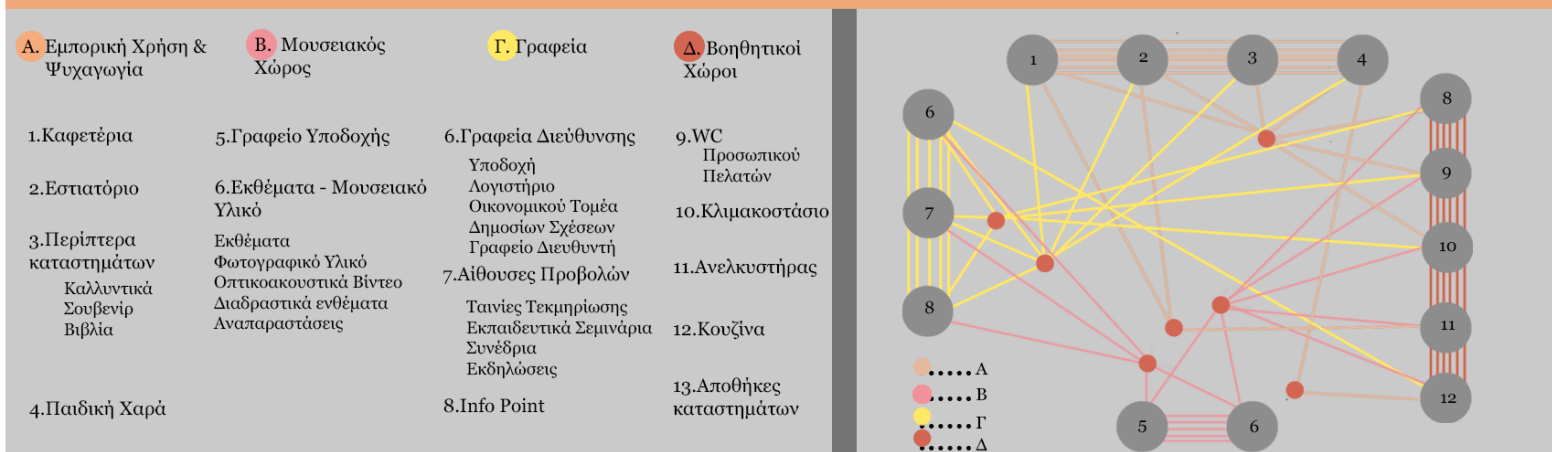 Α. Εμπορική Χρήση &
Ψυχαγωγία
1.Καφετέρια
2.Εστιατόριο
3.Περίπτερα
καταστημάτων
Καλλυντικά
Σουβενίρ
Βιβλία
4.Παιδική Χαρά
Β. Μουσειακός
Χώρος
5.Γραφείο Υποδοχής
6.Εκθέματα - Μουσειακό
Υλικό
Εκθέματα
Φωτογραφικό Υλικό
Οπτικοακουστικά Βίντεο
Διαδραστικά ενθέματα
Αναπαραστάσεις
Γ. Γραφεία
6.Γραφεία Διεύθυνσης
Υποδοχή
Λογιστήριο
Οικονομικού Τομέα
Δημοσίων Σχέσεων
Γραφείο Διευθυντή
7.Αίθουσες Προβολών
Ταινίες Τεκμηρίωσης
Εκπαιδευτικά Σεμινάρια
Συνέδρια
Εκδηλώσεις
8.Info Point
Δ. Βοηθητικοί
Χώροι
9.WC
Προσωπικού
Πελατών
10.Κλιμακοστάσιο
11.Ανελκυστήρας
12.Κουζίνα
13.Αποθήκες
καταστημάτων
1 2 3 4
6
7
8
8
9
10
11
12
5 6
..... Α
...... Β
...... Γ
...... Δ